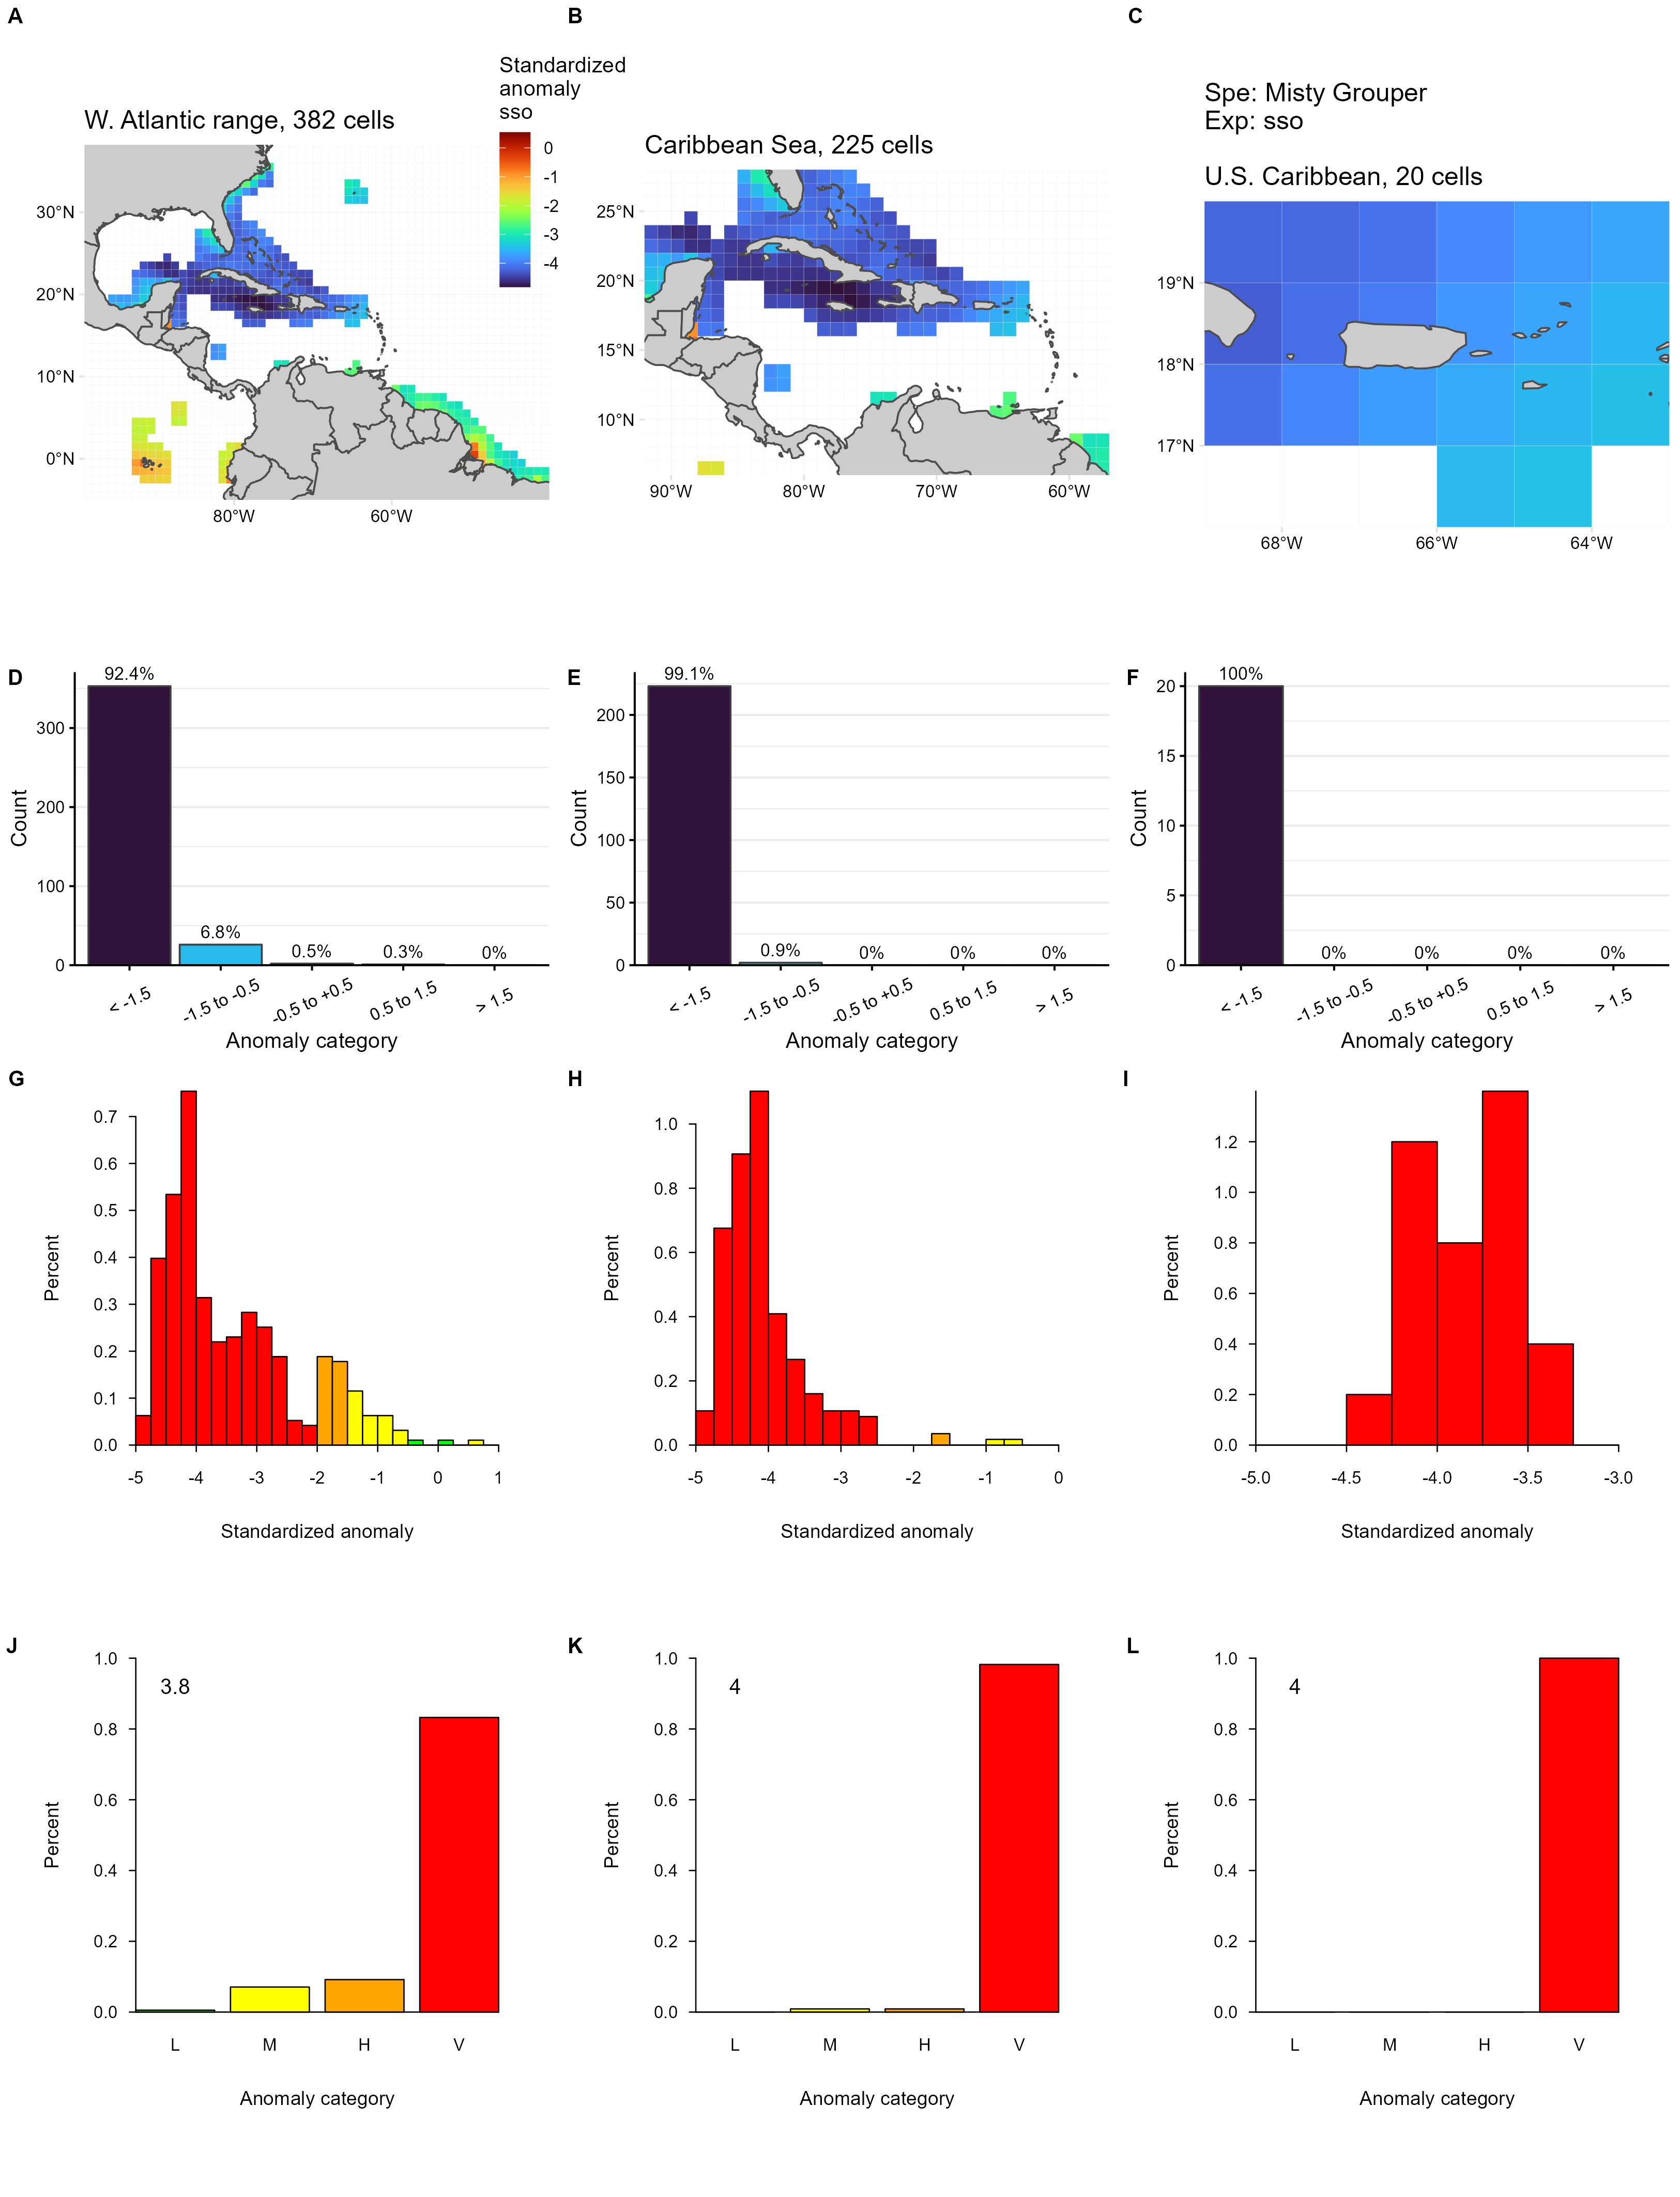 A
B
C
Standardized
anomaly
sso
0
-1
-2
-3
-4
W. Atlantic range, 382 cells
30°N
20°N
10°N
0°N
80°W
60°W
Caribbean Sea, 225 cells
25°N
20°N
15°N
10°N
90°W
80°W
70°W
60°W
Spe: Misty Grouper
Exp: sso
U.S. Caribbean, 20 cells
19°N
18°N
17°N
68°W
66°W
64°W
D
Count
300
200
100
0
92.4%
6.8%
0.5%
0.3%
0%
< -1.5
-1.5 to -0.5
-0.5 to +0.5
0.5 to 1.5
> 1.5
Anomaly category
E
Count
200
150
100
50
0
99.1%
0.9%
0%
0%
0%
< -1.5
-1.5 to -0.5
-0.5 to +0.5
0.5 to 1.5
> 1.5
Anomaly category
F
Count
20
15
10
5
0
100%
0%
0%
0%
0%
< -1.5
-1.5 to -0.5
-0.5 to +0.5
0.5 to 1.5
> 1.5
Anomaly category
G
Percent
0.7
0.6
0.5
0.4
0.3
0.2
0.1
0.0
-5
-4
-3
-2
-1
0
1
Standardized anomaly
H
Percent
1.0
0.8
0.6
0.4
0.2
0.0
-5
-4
-3
-2
-1
0
Standardized anomaly
I
Percent
1.2
1.0
0.8
0.6
0.4
0.2
0.0
-5.0
-4.5
-4.0
-3.5
-3.0
Standardized anomaly
J
3.8
Percent
1.0
0.8
0.6
0.4
0.2
0.0
L
M
H
V
Anomaly category
K
4
Percent
1.0
0.8
0.6
0.4
0.2
0.0
L
M
H
V
Anomaly category
L
4
Percent
1.0
0.8
0.6
0.4
0.2
0.0
L
M
H
V
Anomaly category